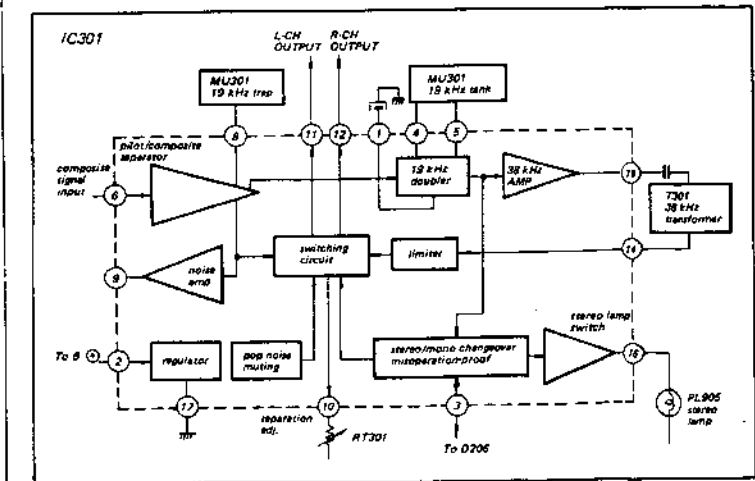 IC301
L-CH
OUTPUT
R-CH
OUTPUT
MU301
19 kHz trap
MU301
19 kHz tank
8
11
12
1
4
5
pilot/composite
separator
composite
signal
input
6
19 kHz
doubler
38 kHz
AMP
T301
38 kHz
transformer
9
noise
amp
switching
circuit
limiter
14
stereo lamp
switch
To B
2
regulator
pop noise
muting
stereo/mono changeover
misoperation-proof
16
10
3
separation
adj.
RT301
To D206
PL905
stereo
lamp